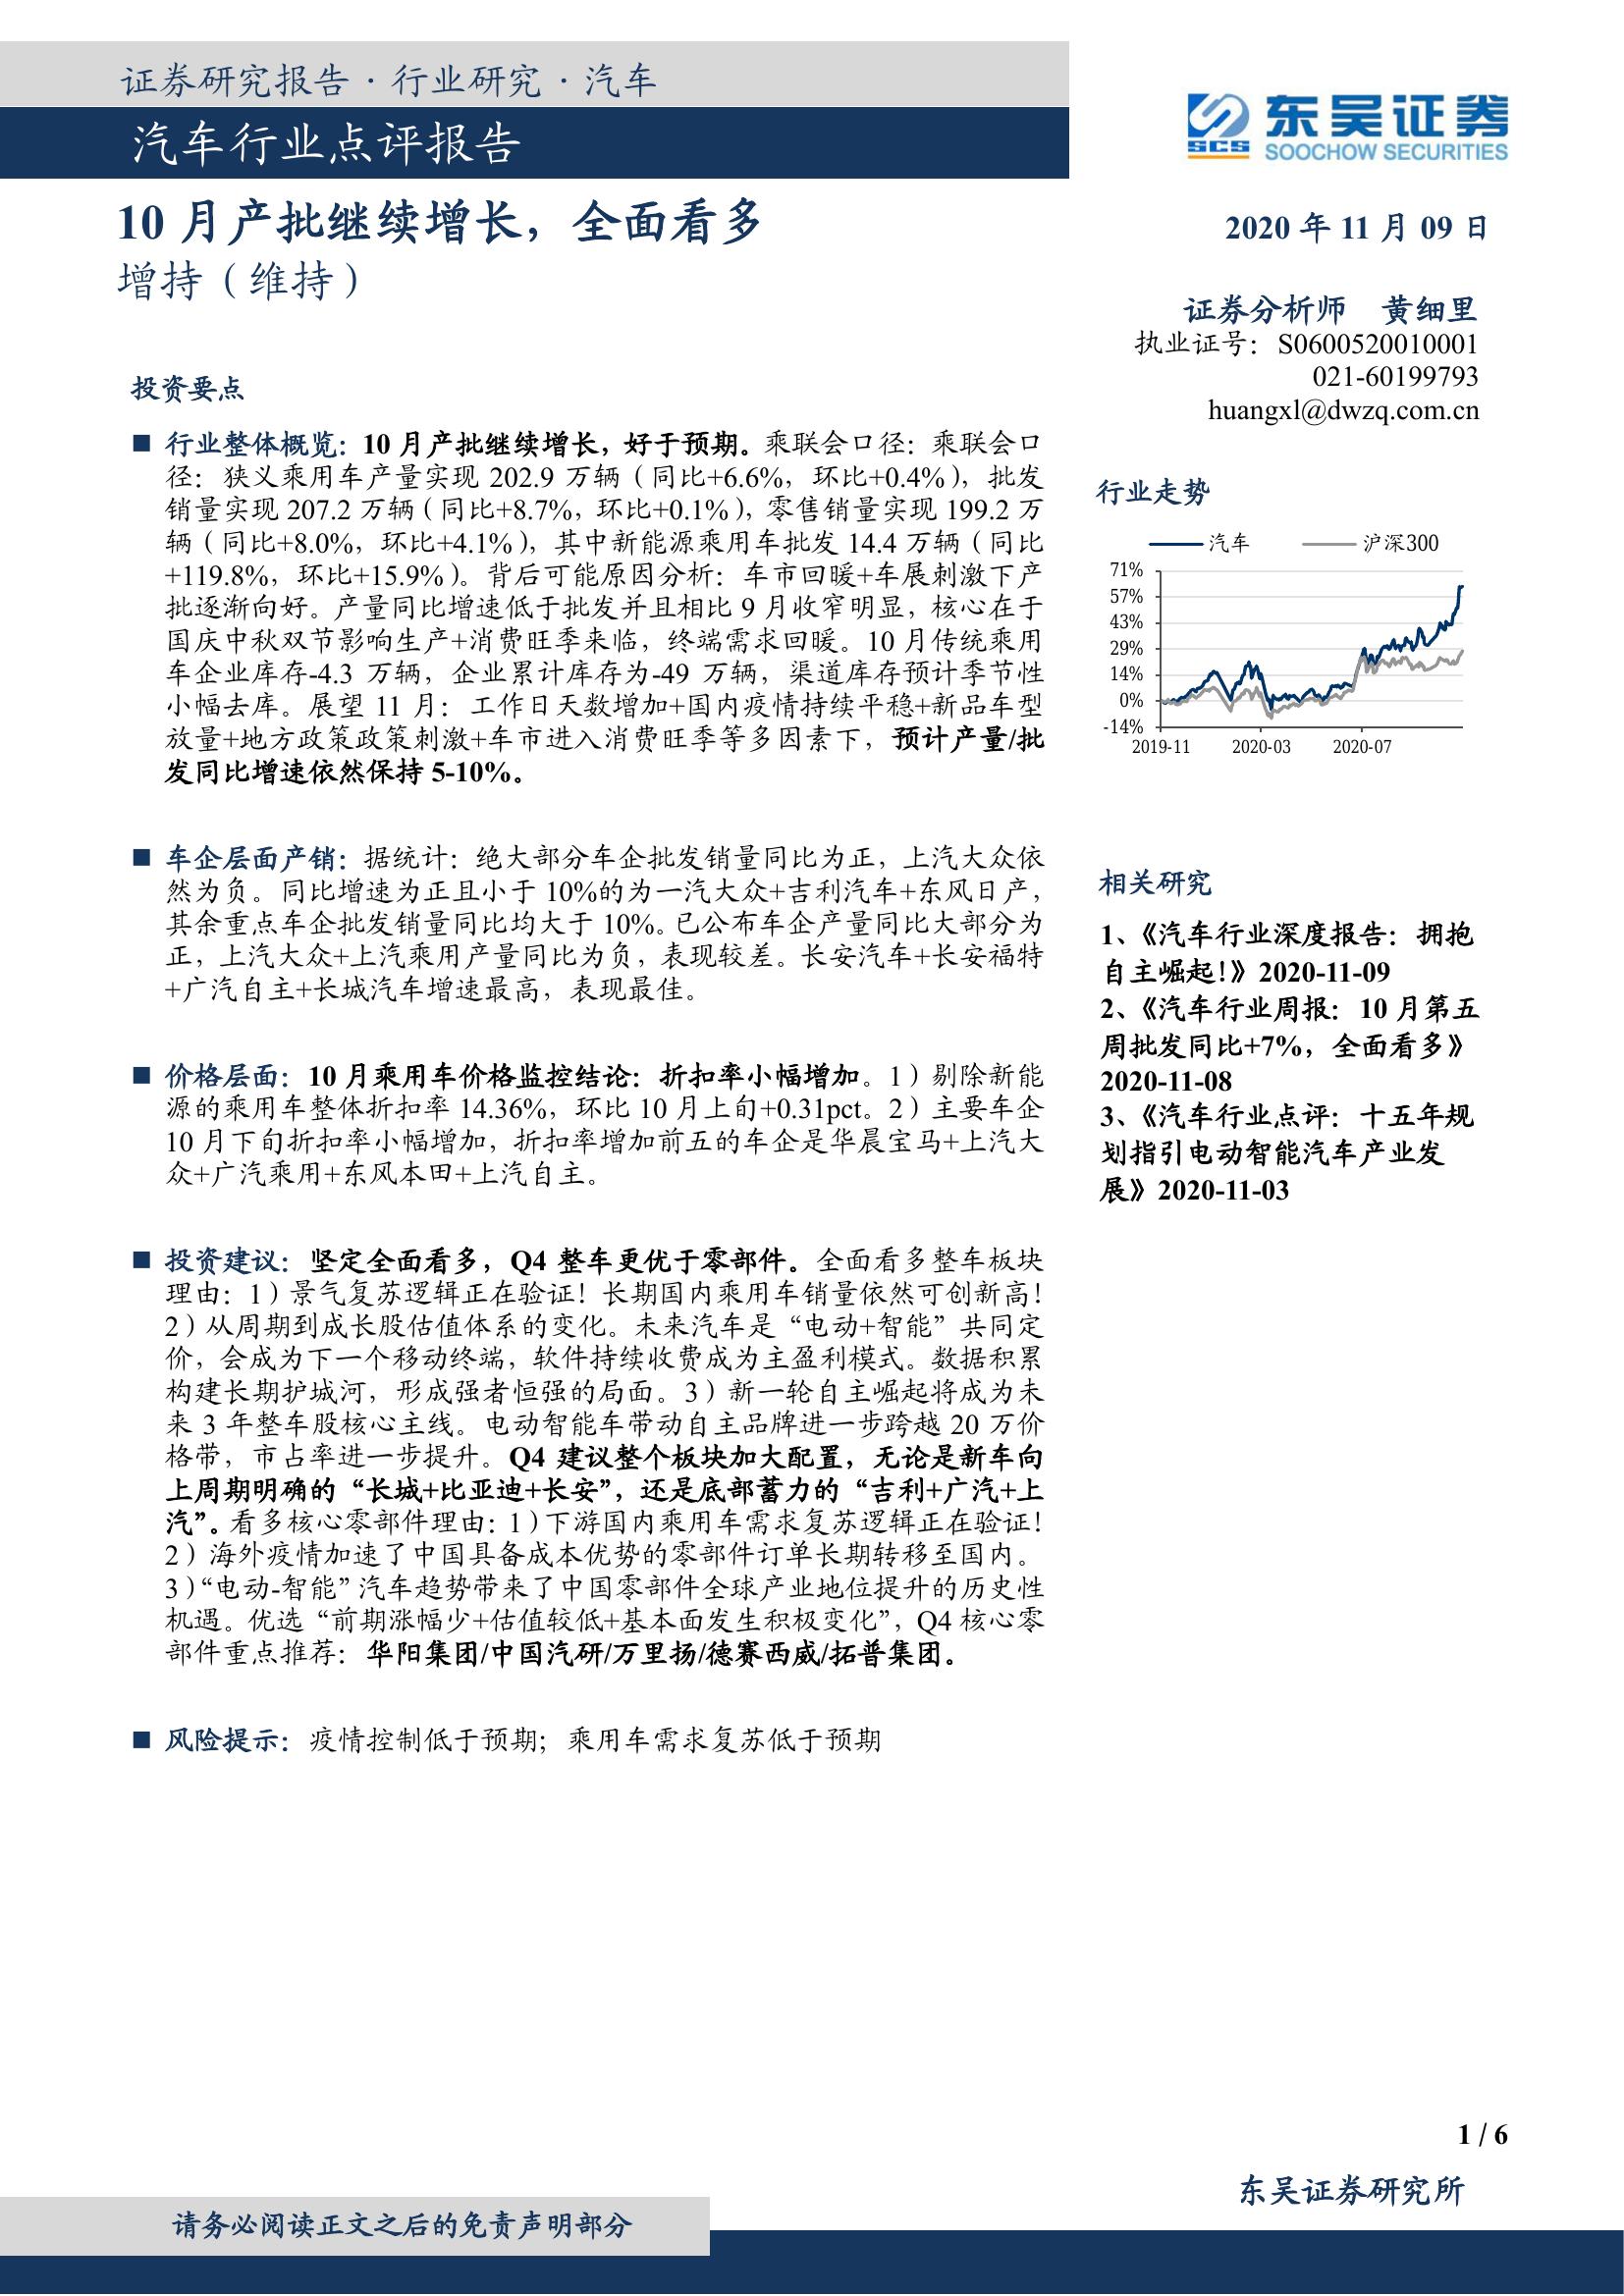 证券研究报告·行业研究·汽车
汽车行业点评报告
东吴证券
SCS
SOOCHOW SECURITIES
10 月产批继续增长，全面看多
增持（维持）
2020 年 11 月 09 日
证券分析师 黄细里
执业证号：S0600520010001
021-60199793
huangxl@dwzq.com.cn
投资要点
■ 行业整体概览：10 月产批继续增长，好于预期。乘联会口径：乘联会口
径：狭义乘用车产量实现 202.9 万辆（同比+6.6%，环比+0.4%），批发
销量实现 207.2 万辆（同比+8.7%，环比+0.1%），零售销量实现 199.2 万
辆（同比+8.0%，环比+4.1%），其中新能源乘用车批发 14.4 万辆（同比
+119.8%，环比+15.9%）。背后可能原因分析：车市回暖+车展刺激下产
批逐渐向好。产量同比增速低于批发并且相比 9 月收窄明显，核心在于
国庆中秋双节影响生产+消费旺季来临，终端需求回暖。10 月传统乘用
车企业库存-4.3 万辆，企业累计库存为-49 万辆，渠道库存预计季节性
小幅去库。展望 11 月：工作日天数增加+国内疫情持续平稳+新品车型
放量+地方政策政策刺激+车市进入消费旺季等多因素下，预计产量/批
发同比增速依然保持 5-10%。
■ 车企层面产销：据统计：绝大部分车企批发销量同比为正，上汽大众依
然为负。同比增速为正且小于 10%的为一汽大众+吉利汽车+东风日产，
其余重点车企批发销量同比均大于 10%。已公布车企产量同比大部分为
正，上汽大众+上汽乘用产量同比为负，表现较差。长安汽车+长安福特
+广汽自主+长城汽车增速最高，表现最佳。
■ 价格层面：10 月乘用车价格监控结论：折扣率小幅增加。1）剔除新能
源的乘用车整体折扣率 14.36%，环比 10 月上旬+0.31pct。2）主要车企
10 月下旬折扣率小幅增加，折扣率增加前五的车企是华晨宝马+上汽大
众+广汽乘用+东风本田+上汽自主。
■ 投资建议：坚定全面看多，Q4 整车更优于零部件。全面看多整车板块
理由：1）景气复苏逻辑正在验证！长期国内乘用车销量依然可创新高！
2）从周期到成长股估值体系的变化。未来汽车是“电动+智能”共同定
价，会成为下一个移动终端，软件持续收费成为主盈利模式。数据积累
构建长期护城河，形成强者恒强的局面。3）新一轮自主崛起将成为未
来 3 年整车股核心主线。电动智能车带动自主品牌进一步跨越 20 万价
格带，市占率进一步提升。Q4 建议整个板块加大配置，无论是新车向
上周期明确的“长城+比亚迪+长安”，还是底部蓄力的“吉利+广汽+上
汽”。看多核心零部件理由：1）下游国内乘用车需求复苏逻辑正在验证！
2）海外疫情加速了中国具备成本优势的零部件订单长期转移至国内。
3）“电动-智能”汽车趋势带来了中国零部件全球产业地位提升的历史性
机遇。优选“前期涨幅少+估值较低+基本面发生积极变化”，Q4 核心零
部件重点推荐：华阳集团/中国汽研/万里扬/德赛西威/拓普集团。
■ 风险提示：疫情控制低于预期；乘用车需求复苏低于预期
行业走势
汽车 沪深300
71%
57%
43%
29%
14%
0%
-14%
2019-11 2020-03 2020-07
相关研究
1、《汽车行业深度报告：拥抱
自主崛起!》2020-11-09
2、《汽车行业周报：10 月第五
周批发同比+7%，全面看多》
2020-11-08
3、《汽车行业点评：十五年规
划指引电动智能汽车产业发
展》2020-11-03
1 / 6
东吴证券研究所
请务必阅读正文之后的免责声明部分